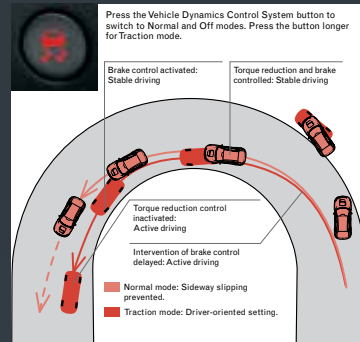 Press the Vehicle Dynamics Control System button to
switch to Normal and Off modes. Press the button longer
for Traction mode.
Brake control activated:
Stable driving
Torque reduction and brake
controlled: Stable driving
Torque reduction control
inactivated:
Active driving
Intervention of brake control
delayed: Active driving
Normal mode: Sideway slipping
prevented.
Traction mode: Driver-oriented setting.